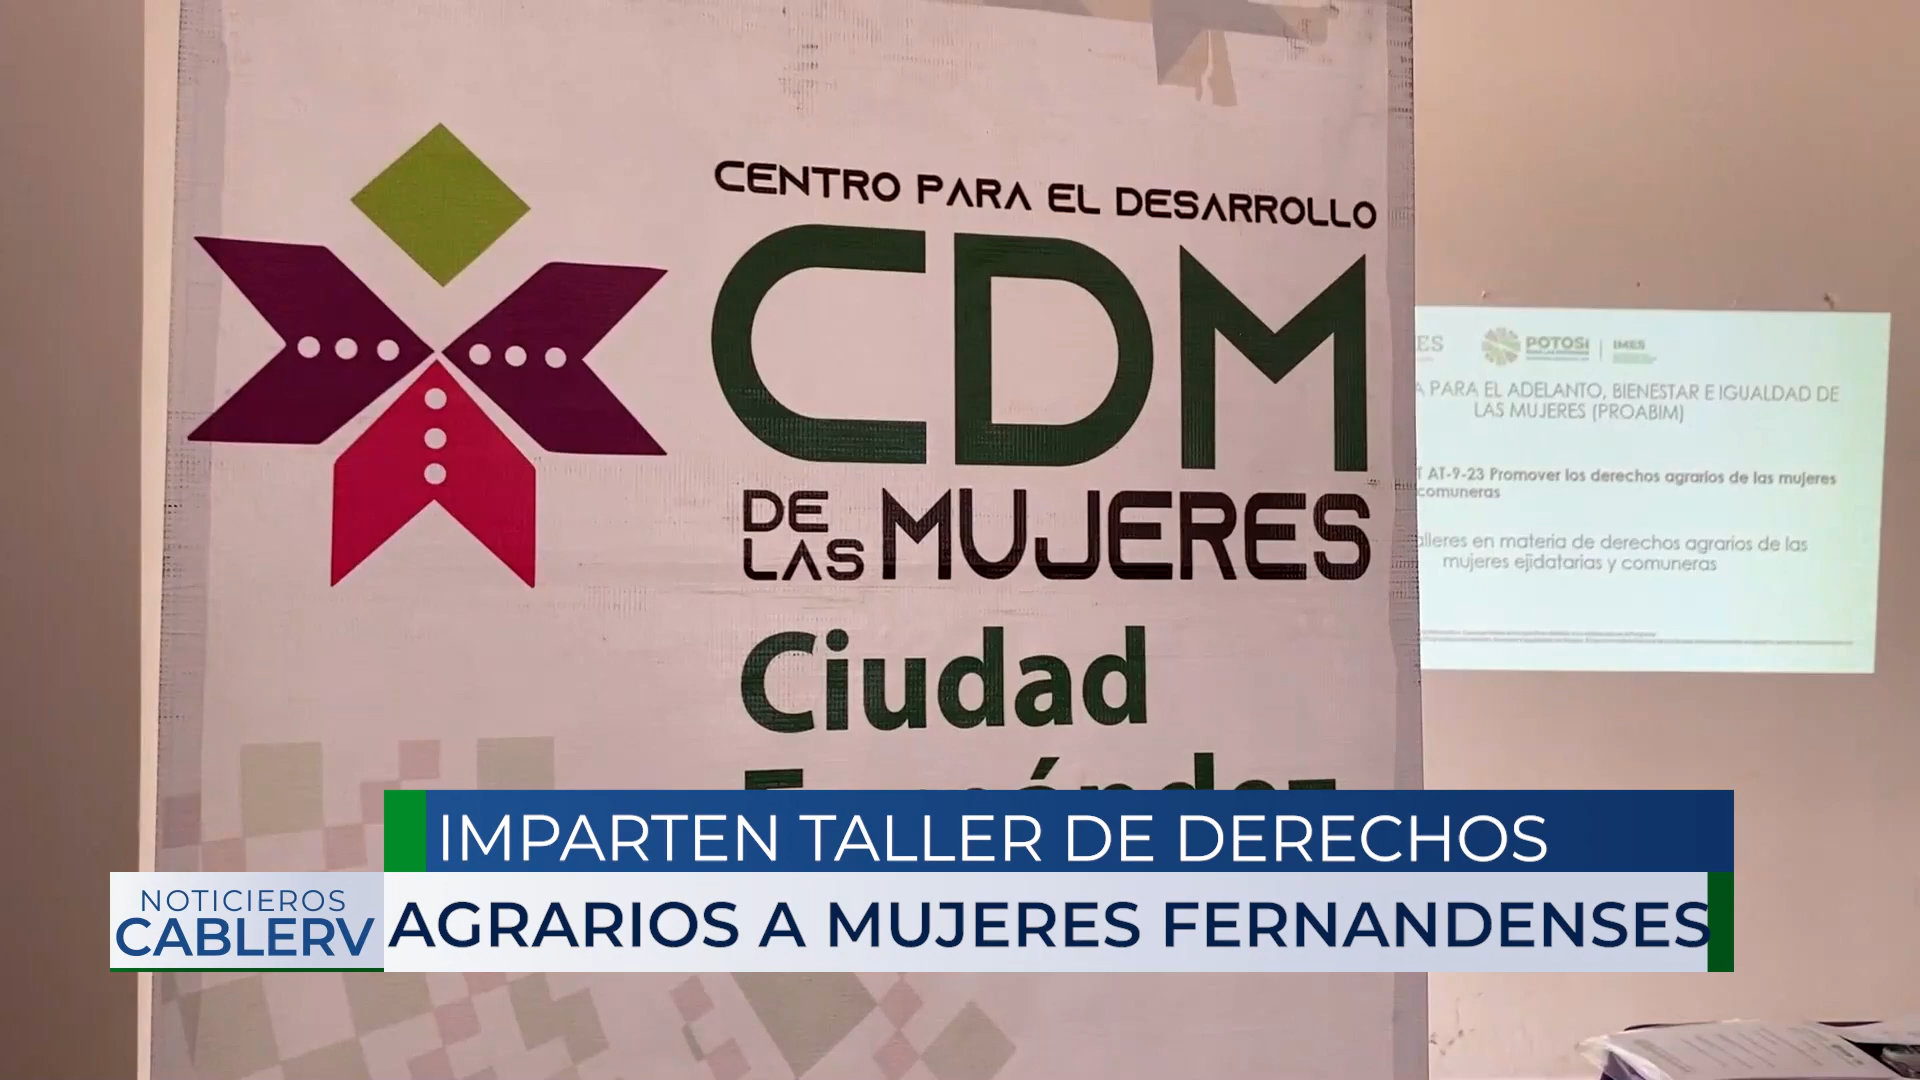 CENTRO PARA EL DESARROLLO
CDM
DE LAS MUJERES
Ciudad
Fernández
ES
POTOSÍ
IMES
PARA EL ADELANTO, BIENESTAR E IGUALDAD DE
LAS MUJERES (PROABIM)
AT-9-23 Promover los derechos agrarios de las mujeres
comuneras
alleres en materia de derechos agrarios de las
mujeres ejidatarias y comuneras
IMPARTEN TALLER DE DERECHOS
NOTICIEROS
CABLERV
AGRARIOS A MUJERES FERNANDENSES